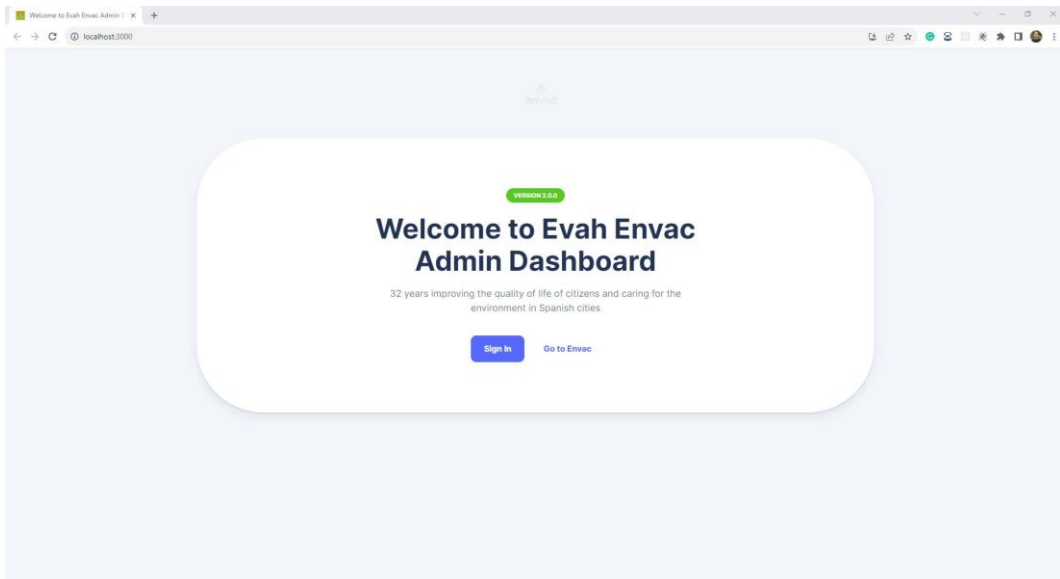 Welcome to Evah Envac Admin
localhost:3000
envac
VERSION 2.0.0
Welcome to Evah Envac
Admin Dashboard
32 years improving the quality of life of citizens and caring for the
environment in Spanish cities
Sign In Go to Envac